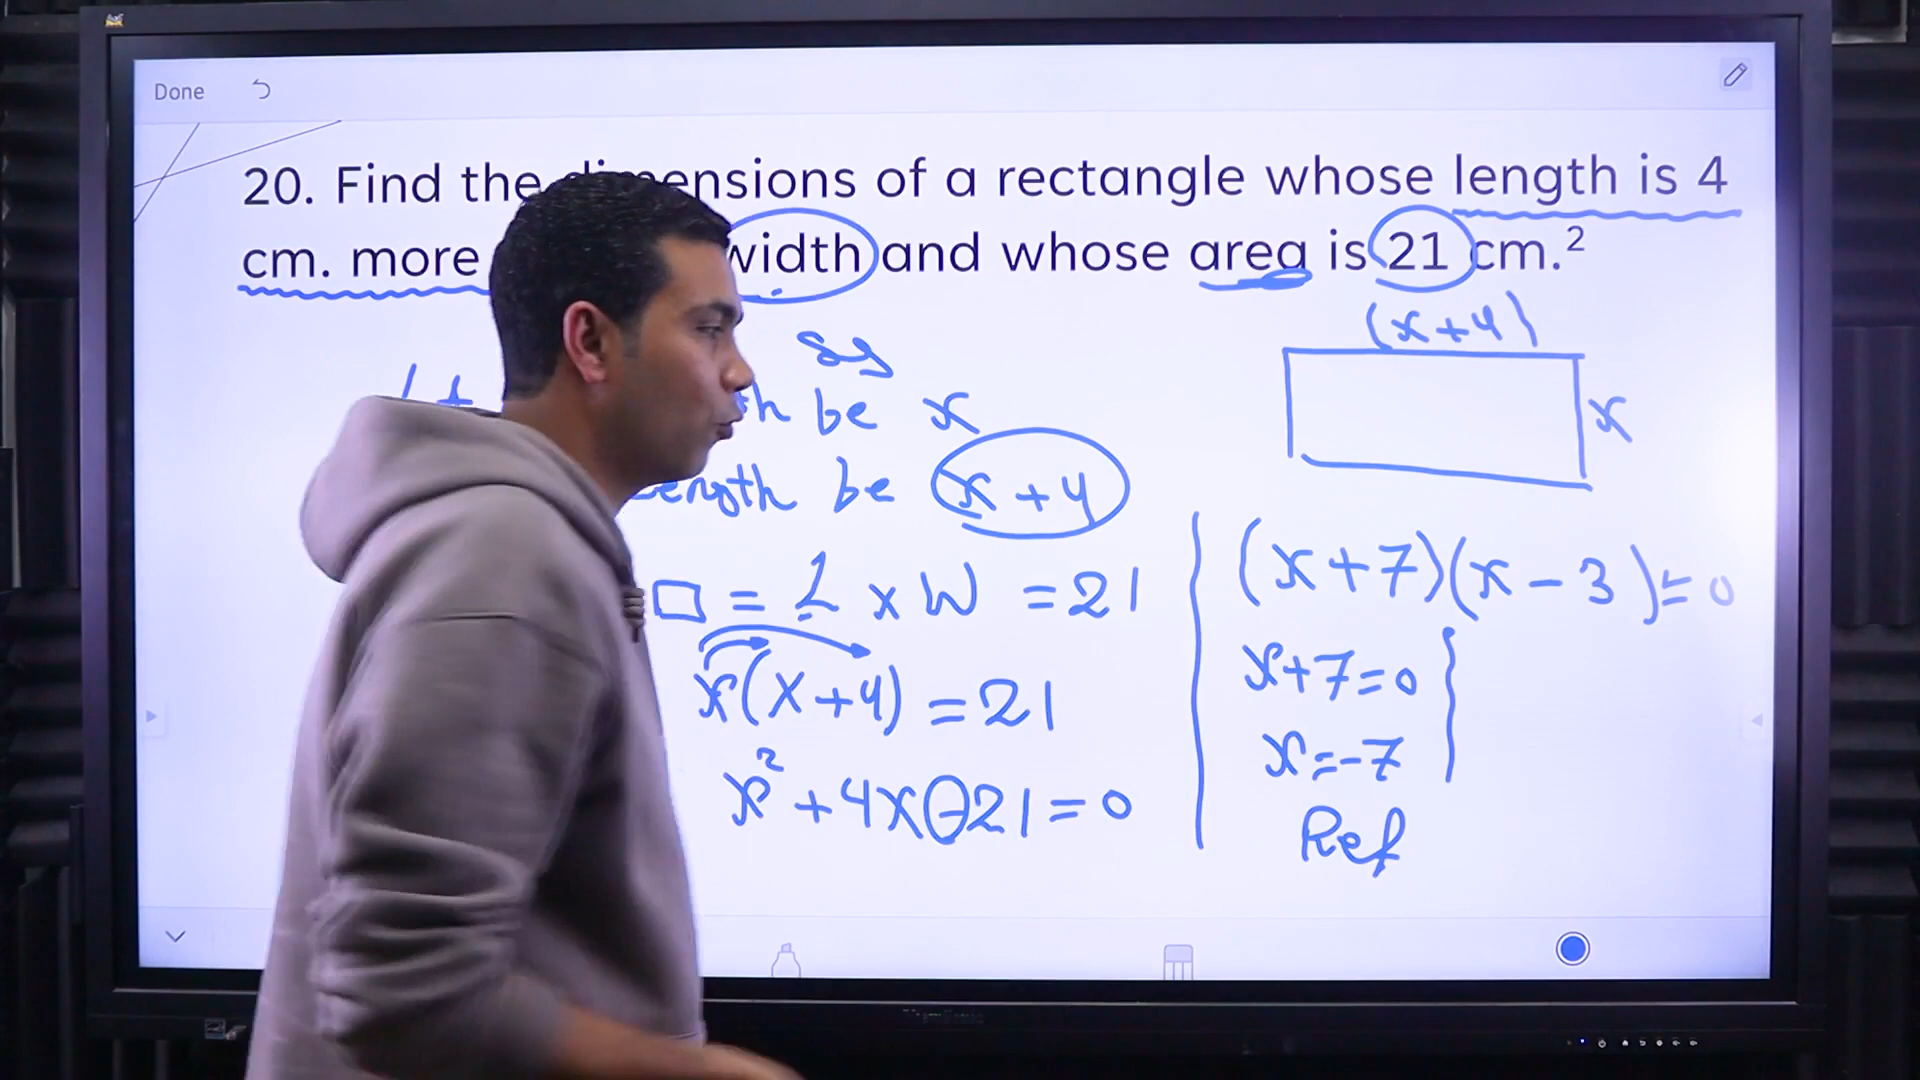 Done
20. Find the dimensions of a rectangle whose length is 4
cm. more width and whose area is 21 cm.²
(x+4)
x
be x
Length be x+4
□ = L x W = 21
x(x+4) = 21
x² + 4x - 21 = 0
(x+7)(x-3) = 0
x+7=0
x=-7
Ref